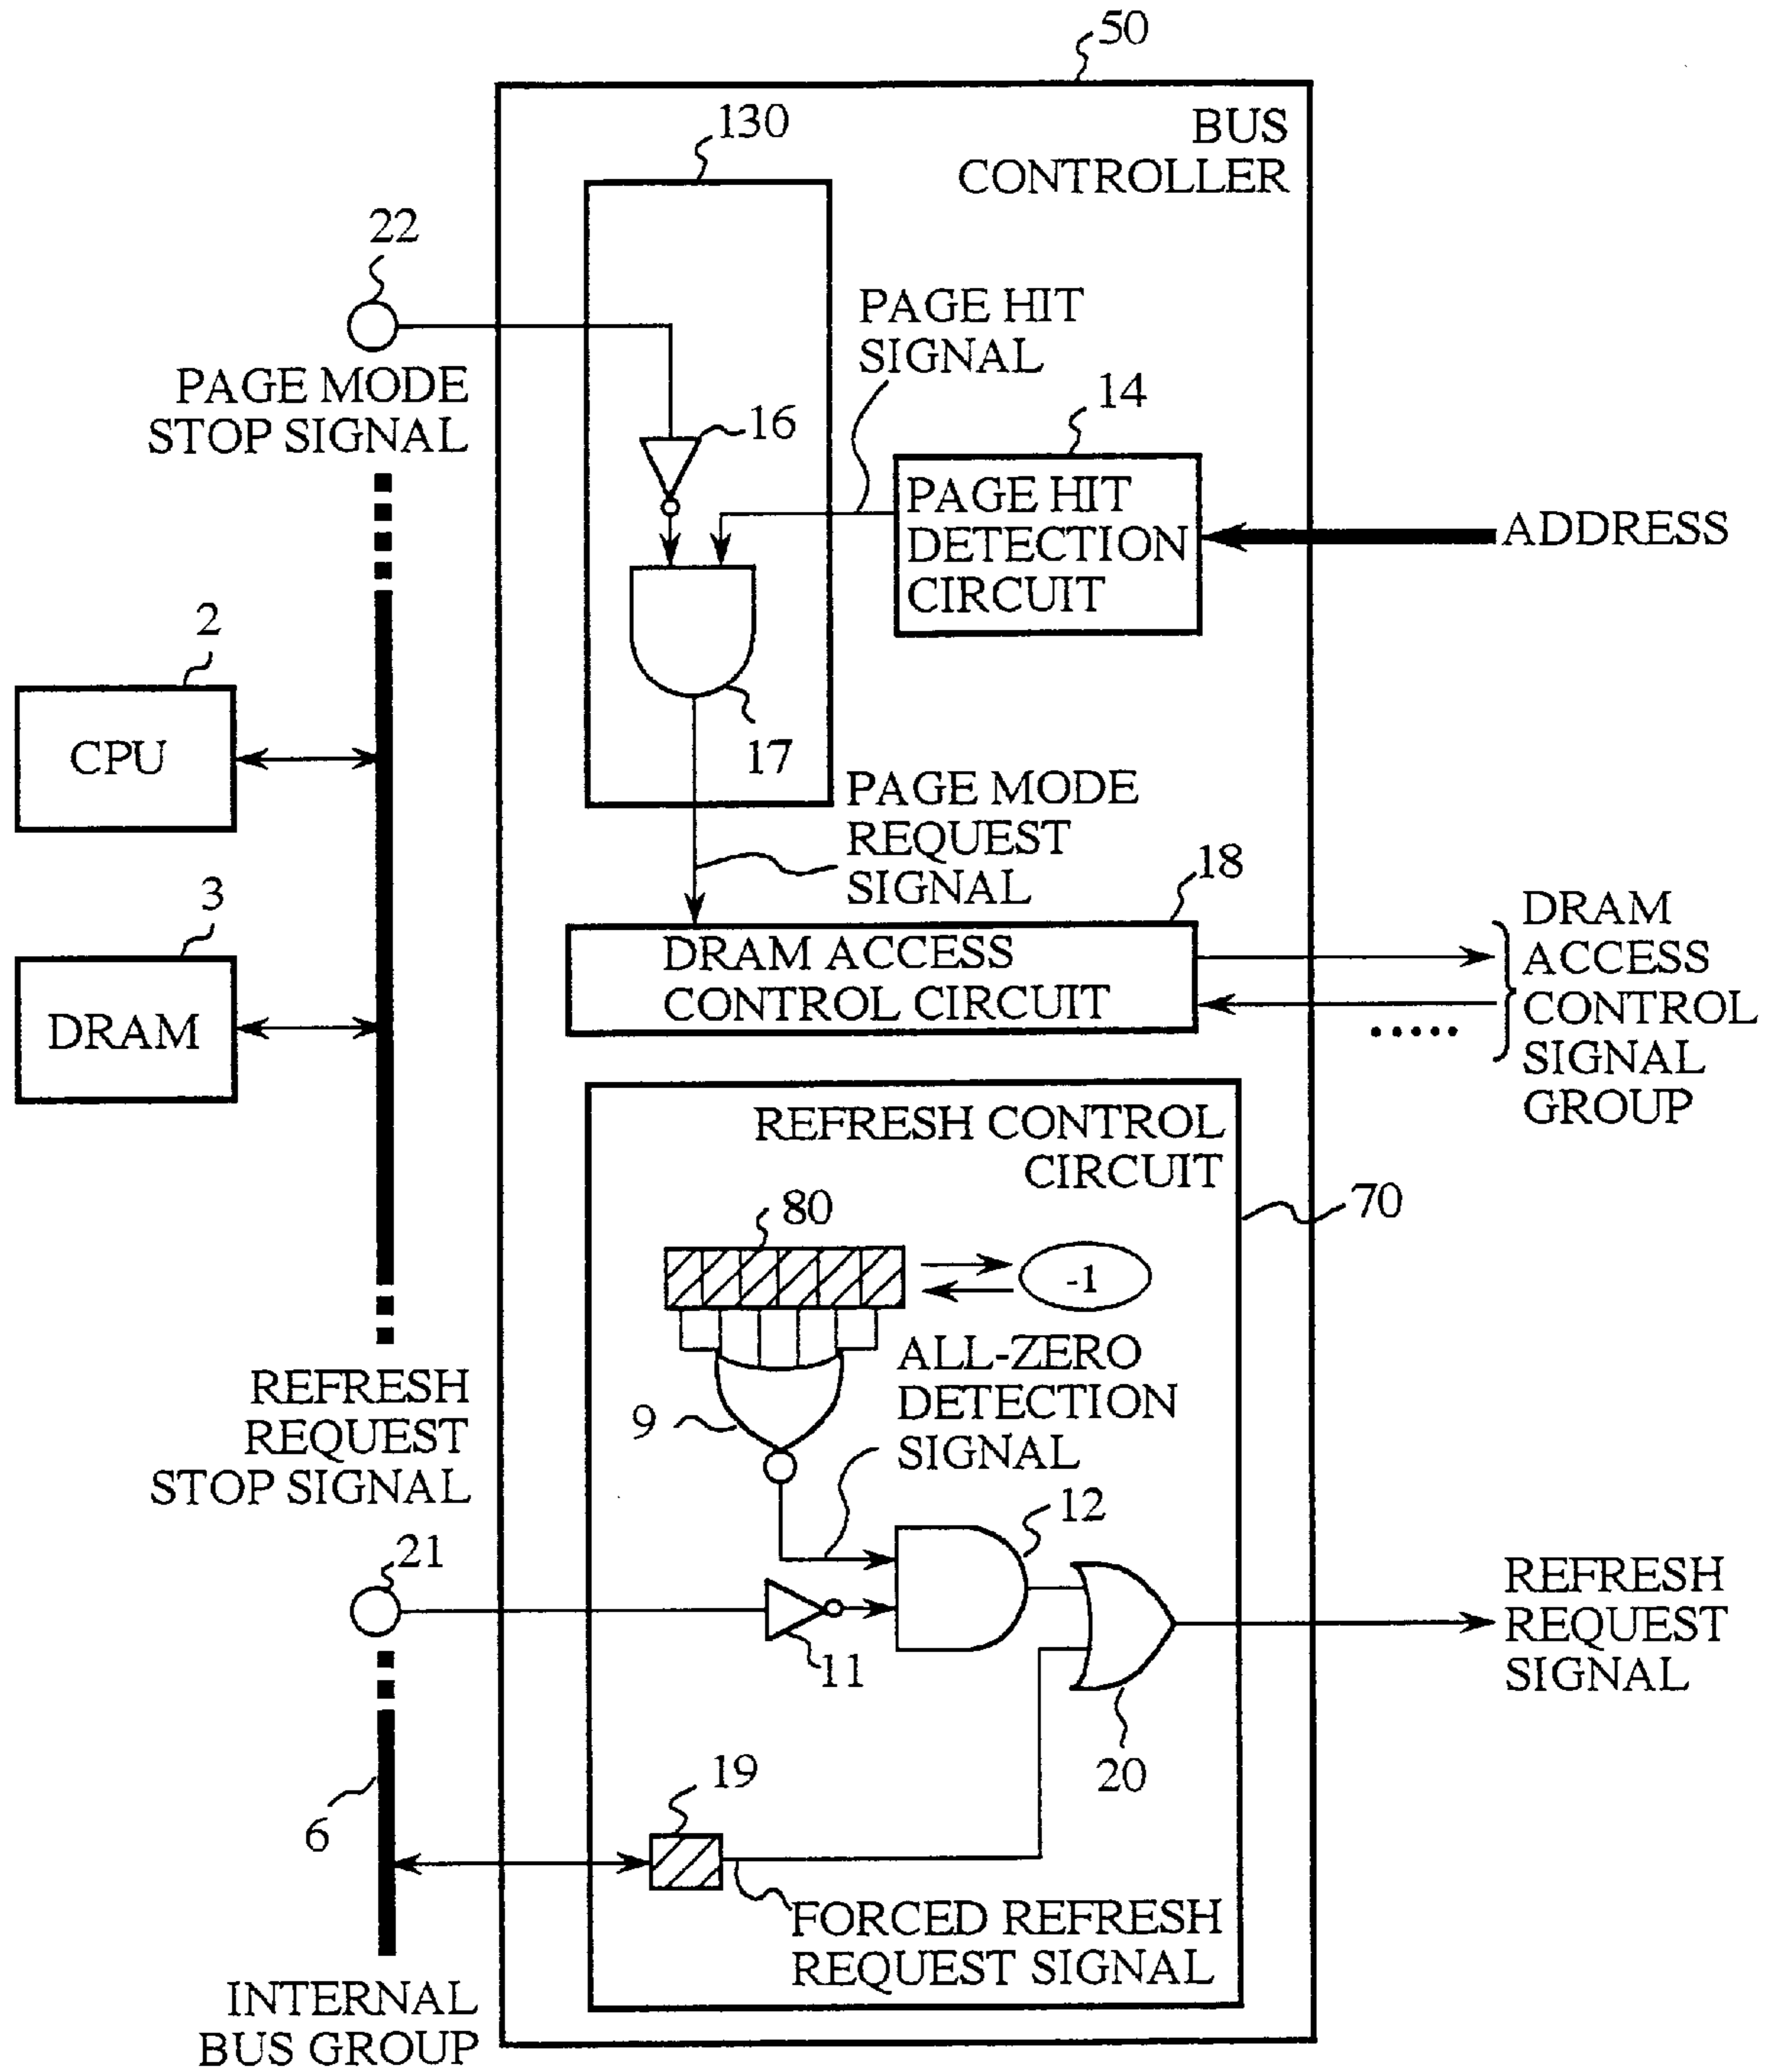 50
BUS
CONTROLLER
130
22
PAGE MODE
STOP SIGNAL
PAGE HIT
SIGNAL
16
14
PAGE HIT
DETECTION
CIRCUIT
ADDRESS
2
CPU
17
PAGE MODE
REQUEST
SIGNAL
18
3
DRAM
DRAM ACCESS
CONTROL CIRCUIT
DRAM
ACCESS
CONTROL
SIGNAL
GROUP
REFRESH CONTROL
CIRCUIT
70
80
-1
ALL-ZERO
DETECTION
SIGNAL
9
REFRESH
REQUEST
STOP SIGNAL
12
21
11
REFRESH
REQUEST
SIGNAL
20
19
6
FORCED REFRESH
REQUEST SIGNAL
INTERNAL
BUS GROUP